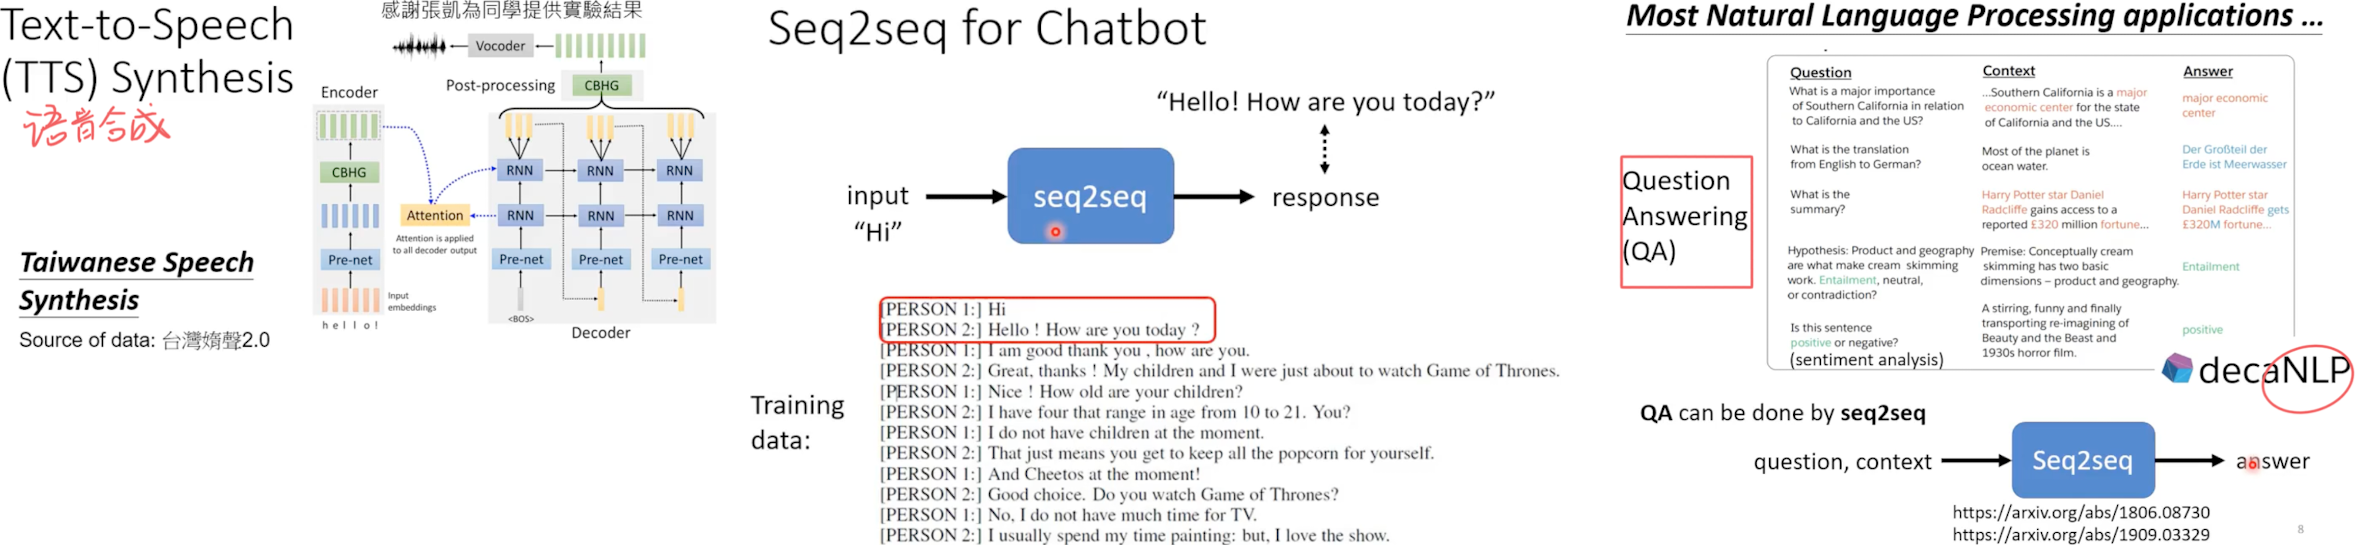 Text-to-Speech
(TTS) Synthesis
语音合成
Taiwanese Speech
Synthesis
Source of data: 台灣媠聲2.0
感謝張凱為同學提供實驗結果
Vocoder
Post-processing
CBHG
Encoder
CBHG
Pre-net
Input
embeddings
h e l l o !
Attention
Attention is applied
to all decoder output
RNN RNN RNN
RNN RNN RNN
Pre-net Pre-net Pre-net
<BOS>
Decoder
Seq2seq for Chatbot
“Hello! How are you today?”
input
“Hi”
seq2seq
response
Training
data:
[PERSON 1:] Hi
[PERSON 2:] Hello ! How are you today ?
[PERSON 1:] I am good thank you , how are you.
[PERSON 2:] Great, thanks ! My children and I were just about to watch Game of Thrones.
[PERSON 1:] Nice ! How old are your children?
[PERSON 2:] I have four that range in age from 10 to 21. You?
[PERSON 1:] I do not have children at the moment.
[PERSON 2:] That just means you get to keep all the popcorn for yourself.
[PERSON 1:] And Cheetos at the moment!
[PERSON 2:] Good choice. Do you watch Game of Thrones?
[PERSON 1:] No, I do not have much time for TV.
[PERSON 2:] I usually spend my time painting: but, I love the show.
Most Natural Language Processing applications ...
Question
Answering
(QA)
Question Context Answer
What is a major importance
of Southern California in relation
to California and the US?
...Southern California is a major
economic center for the state
of California and the US....
major economic
center
What is the translation
from English to German?
Most of the planet is
ocean water.
Der Großteil der
Erde ist Meerwasser
What is the
summary?
Harry Potter star Daniel
Radcliffe gains access to a
reported £320 million fortune...
Harry Potter star
Daniel Radcliffe gets
£320M fortune...
Hypothesis: Product and geography
are what make cream skimming
work. Entailment, neutral,
or contradiction?
Premise: Conceptually cream
skimming has two basic
dimensions – product and geography.
Entailment
Is this sentence
positive or negative?
(sentiment analysis)
A stirring, funny and finally
transporting re-imagining of
Beauty and the Beast and
1930s horror film.
positive
decaNLP
QA can be done by seq2seq
question, context
Seq2seq
answer
https://arxiv.org/abs/1806.08730
https://arxiv.org/abs/1909.03329
8